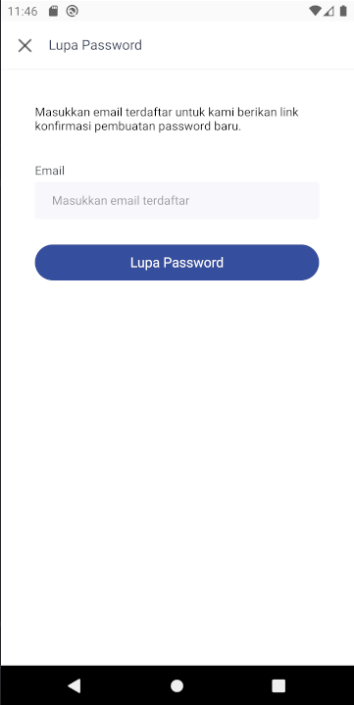 11:46
Lupa Password
Masukkan email terdaftar untuk kami berikan link
konfirmasi pembuatan password baru.
Email
Masukkan email terdaftar
Lupa Password